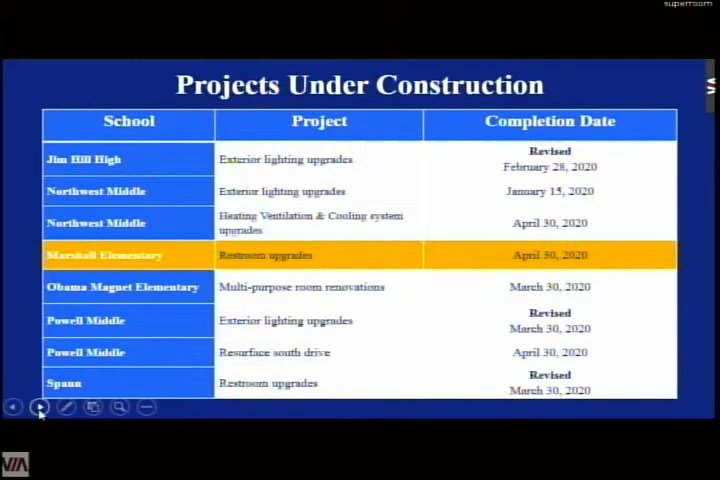 superroom
Projects Under Construction
School Project Completion Date
Jim Hill High Exterior lighting upgrades Revised
February 28, 2020
Northwest Middle Exterior lighting upgrades January 15, 2020
Northwest Middle Heating Ventilation & Cooling system
upgrades April 30, 2020
Marshall Elementary Restroom upgrades April 30, 2020
Obama Magnet Elementary Multi-purpose room renovations March 30, 2020
Powell Middle Exterior lighting upgrades Revised
March 30, 2020
Powell Middle Resurface south drive April 30, 2020
Spann Restroom upgrades Revised
March 30, 2020
VIA